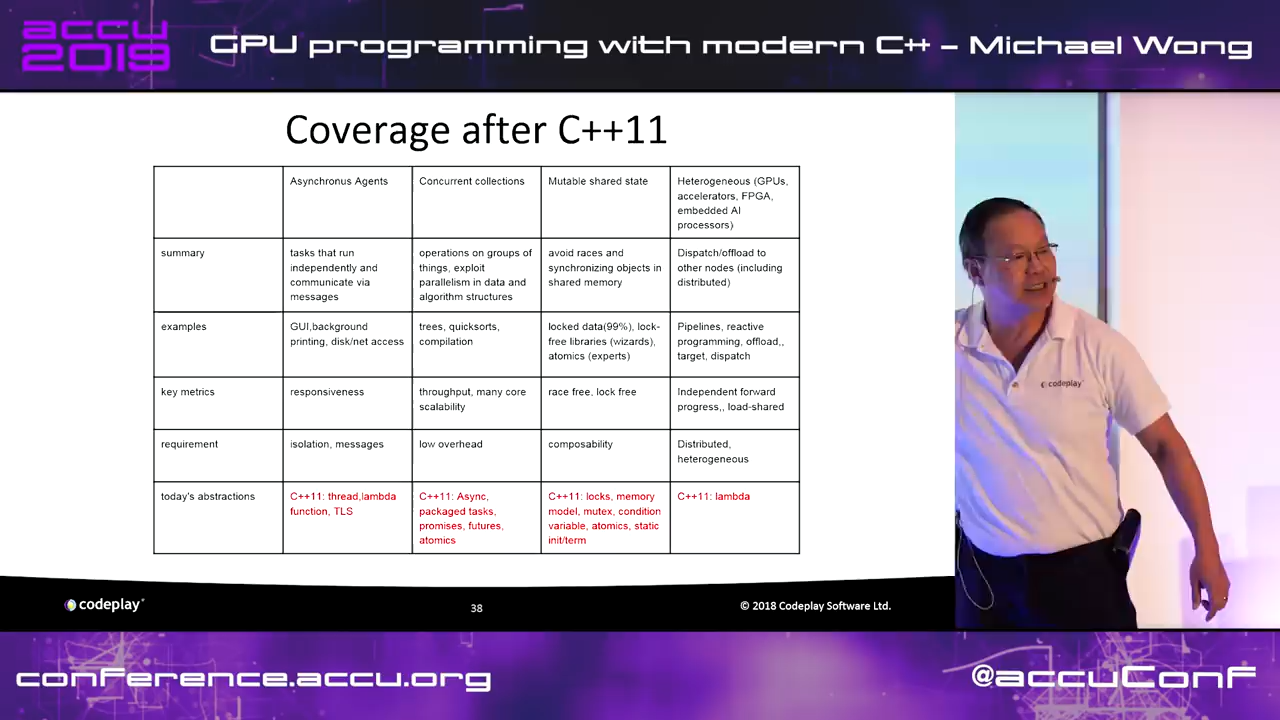 accu
2019
GPU programming with modern C++ – Michael Wong
Coverage after C++11
Asynchronus Agents
Concurrent collections
Mutable shared state
Heterogeneous (GPUs,
accelerators, FPGA,
embedded AI
processors)
summary
tasks that run
independently and
communicate via
messages
operations on groups of
things, exploit
parallelism in data and
algorithm structures
avoid races and
synchronizing objects in
shared memory
Dispatch/offload to
other nodes (including
distributed)
examples
GUI,background
printing, disk/net access
trees, quicksorts,
compilation
locked data(99%), lock-
free libraries (wizards),
atomics (experts)
Pipelines, reactive
programming, offload,,
target, dispatch
key metrics
responsiveness
throughput, many core
scalability
race free, lock free
Independent forward
progress,, load-shared
requirement
isolation, messages
low overhead
composability
Distributed,
heterogeneous
today's abstractions
C++11: thread,lambda
function, TLS
C++11: Async,
packaged tasks,
promises, futures,
atomics
C++11: locks, memory
model, mutex, condition
variable, atomics, static
init/term
C++11: lambda
codeplay
38
© 2018 Codeplay Software Ltd.
codeplay
conference.accu.org
@accuConf